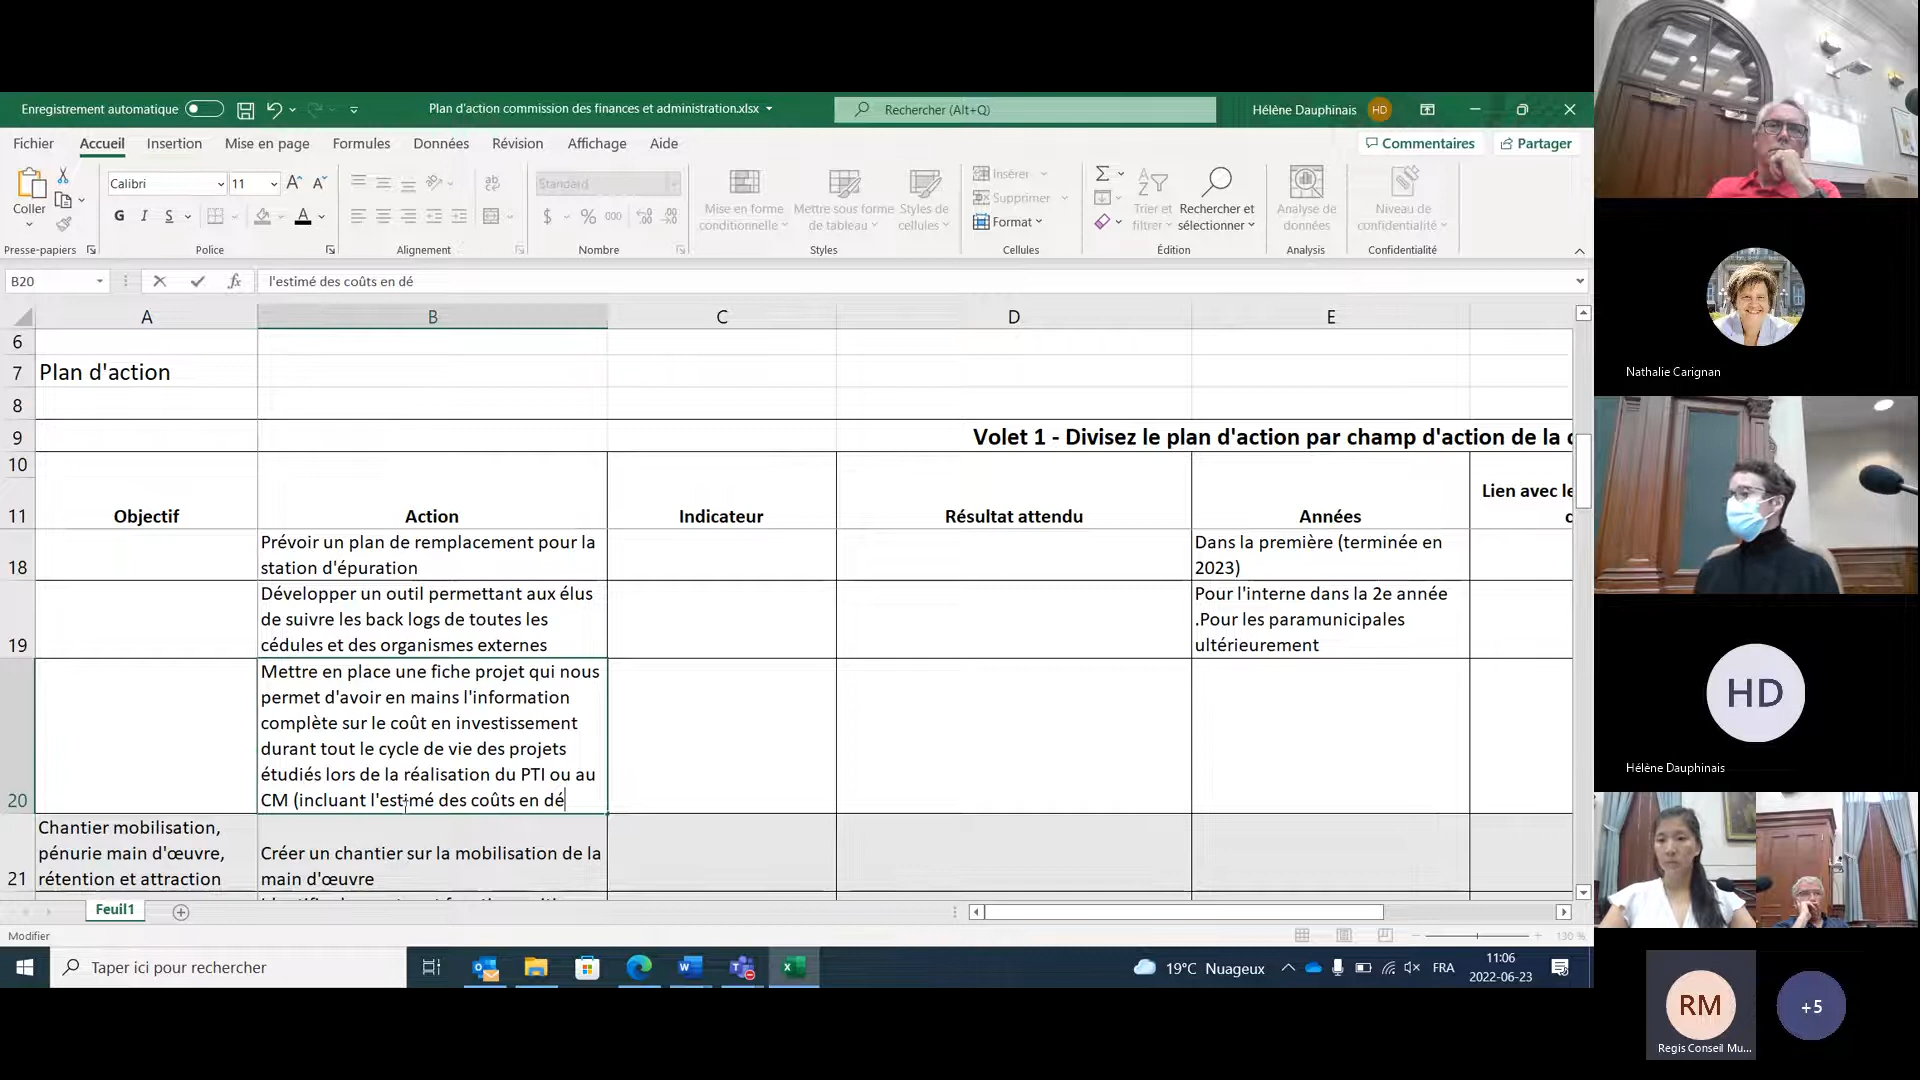 Enregistrement automatique
Plan d'action commission des finances et administration.xlsx
Rechercher (Alt+Q)
Hélène Dauphinais
HD
Fichier
Accueil
Insertion
Mise en page
Formules
Données
Révision
Affichage
Aide
Commentaires
Partager
Coller
Calibri
11
G I S
Standard
$ % 000
Mise en forme
conditionnelle
Mettre sous forme
de tableau
Styles de
cellules
Insérer
Supprimer
Format
Trier et
filtrer
Rechercher et
sélectionner
Analyse de
données
Niveau de
confidentialité
Presse-papiers
Police
Alignement
Nombre
Styles
Cellules
Édition
Analysis
Confidentialité
B20
fx
l'estimé des coûts en dé
A B C D E
6
7 Plan d'action
8
9 Volet 1 - Divisez le plan d'action par champ d'action de la
10
Lien avec le
11 Objectif Action Indicateur Résultat attendu Années
Prévoir un plan de remplacement pour la
station d'épuration
18
Dans la première (terminée en
2023)
Développer un outil permettant aux élus
de suivre les back logs de toutes les
cédules et des organismes externes
19
Pour l'interne dans la 2e année
.Pour les paramunicipales
ultérieurement
Mettre en place une fiche projet qui nous
permet d'avoir en mains l'information
complète sur le coût en investissement
durant tout le cycle de vie des projets
étudiés lors de la réalisation du PTI ou au
CM (incluant l'estimé des coûts en dé
20
Chantier mobilisation,
pénurie main d'œuvre,
rétention et attraction
21
Créer un chantier sur la mobilisation de la
main d'œuvre
Feuil1
Modifier
130 %
Taper ici pour rechercher
19°C Nuageux
FRA
11:06
2022-06-23
Nathalie Carignan
HD
Hélène Dauphinais
RM
Regis Conseil Mu...
+5